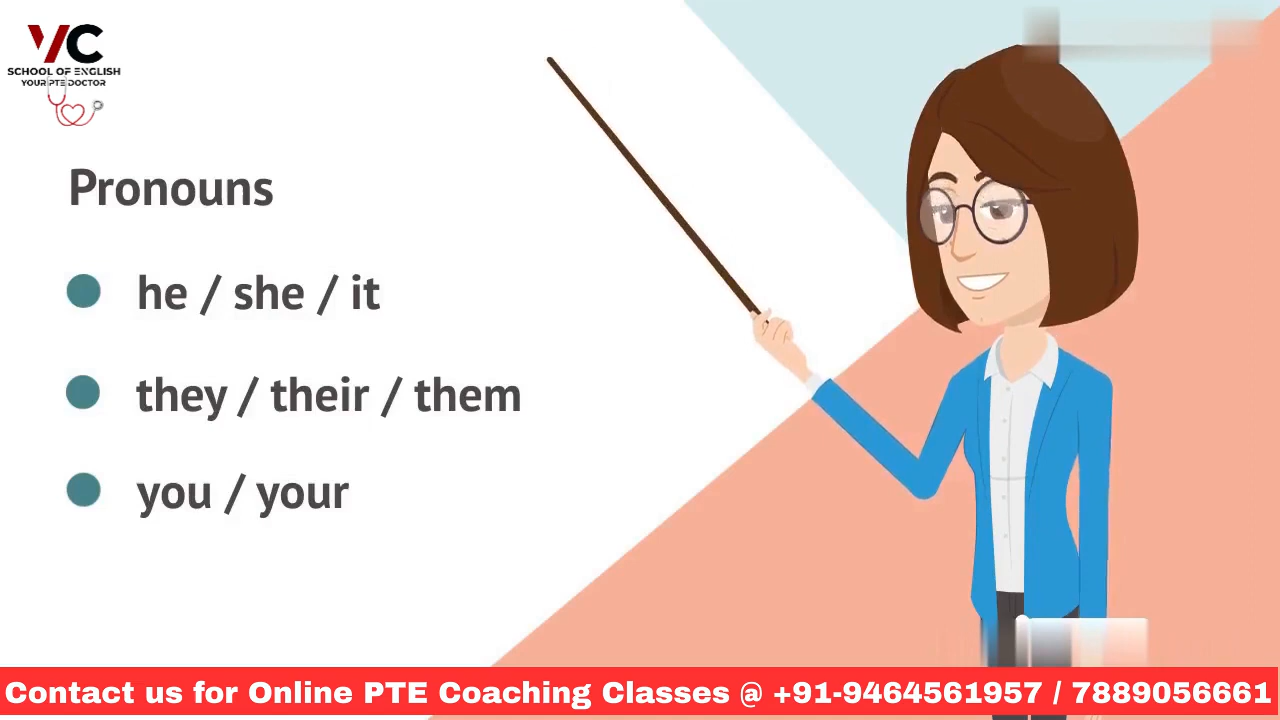 VC
SCHOOL OF ENGLISH
YOUR PTE DOCTOR
Pronouns
he / she / it
they / their / them
you / your
Contact us for Online PTE Coaching Classes @ +91-9464561957 / 7889056661